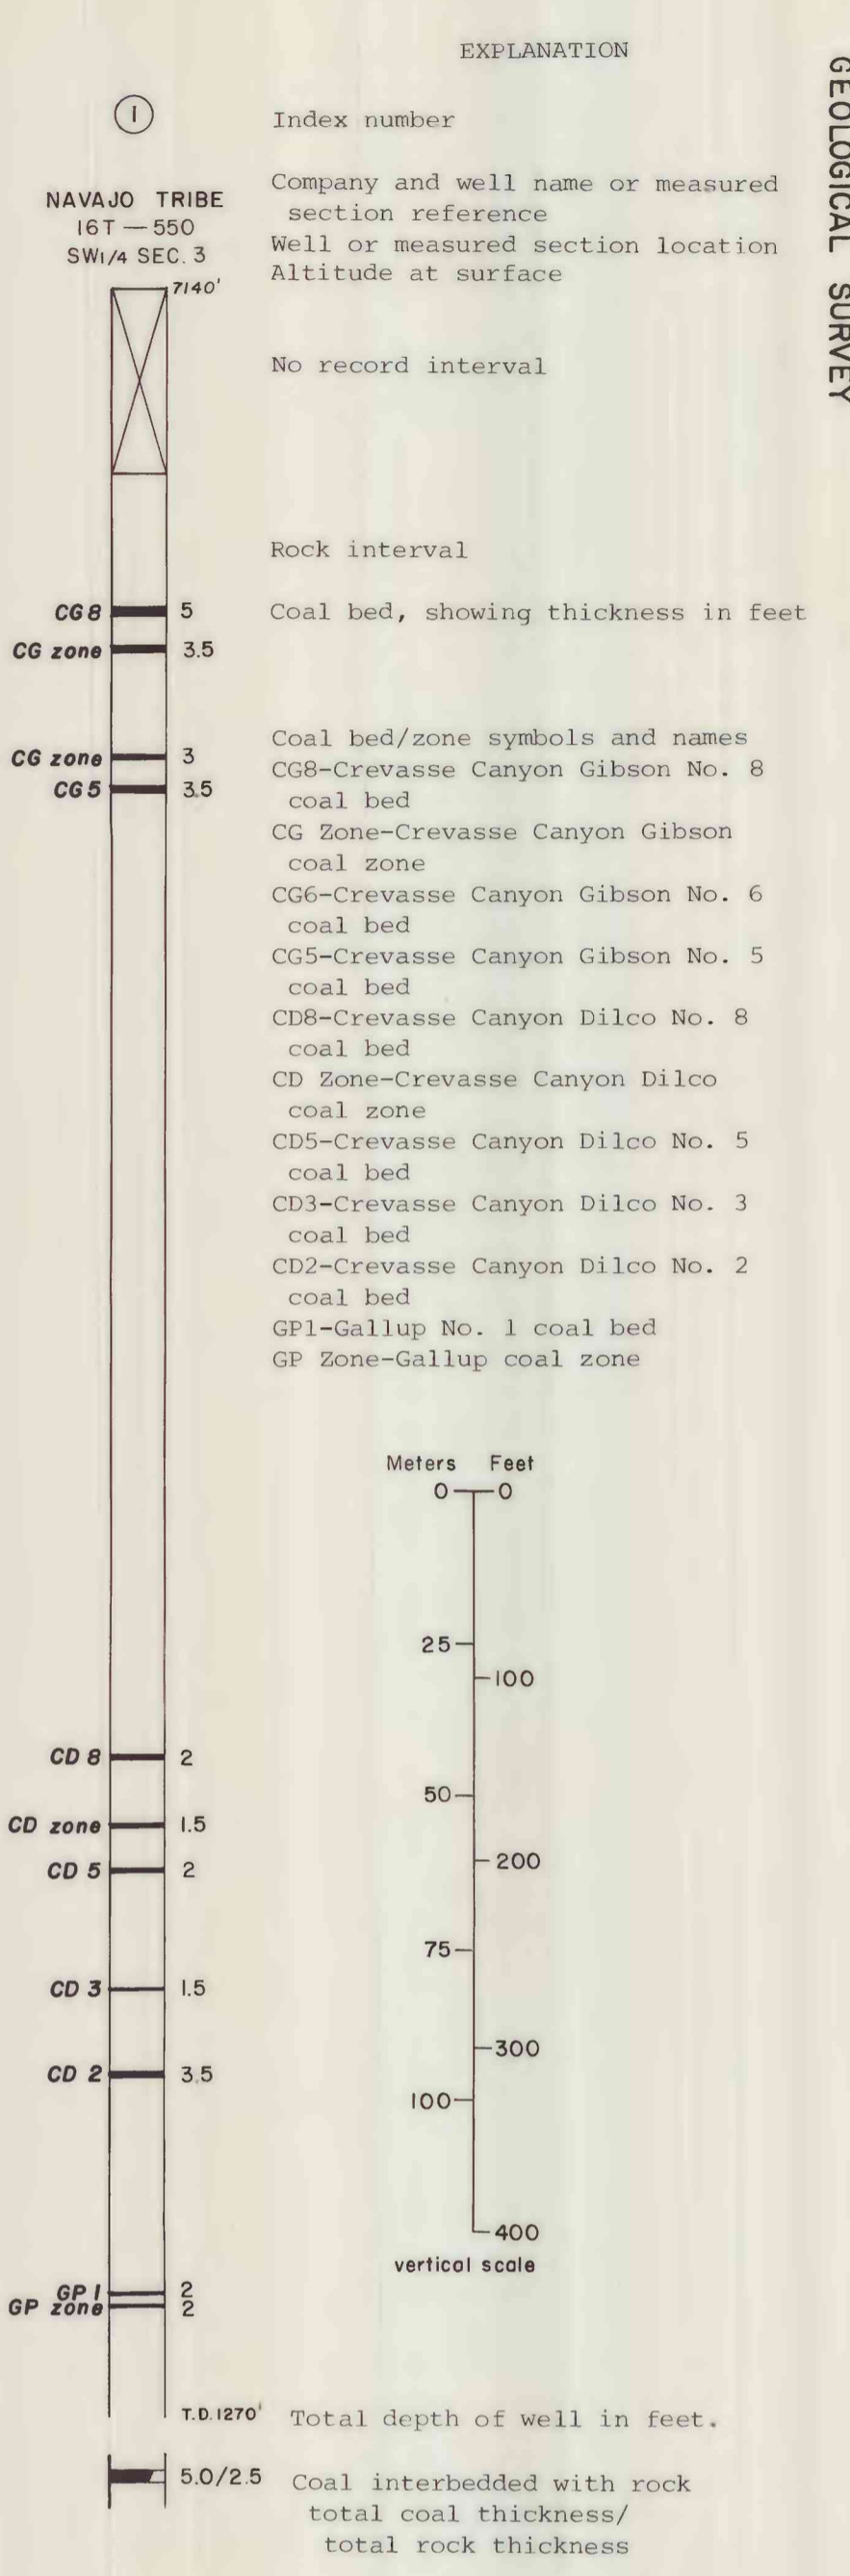 EXPLANATION
GEOLOGICAL SURVEY
1
Index number
NAVAJO TRIBE
16T — 550
SW1/4 SEC. 3
7140'
Company and well name or measured
section reference
Well or measured section location
Altitude at surface
No record interval
Rock interval
CG8 5 Coal bed, showing thickness in feet
CG zone 3.5
CG zone 3
CG5 3.5
Coal bed/zone symbols and names
CG8-Crevasse Canyon Gibson No. 8
coal bed
CG Zone-Crevasse Canyon Gibson
coal zone
CG6-Crevasse Canyon Gibson No. 6
coal bed
CG5-Crevasse Canyon Gibson No. 5
coal bed
CD8-Crevasse Canyon Dilco No. 8
coal bed
CD Zone-Crevasse Canyon Dilco
coal zone
CD5-Crevasse Canyon Dilco No. 5
coal bed
CD3-Crevasse Canyon Dilco No. 3
coal bed
CD2-Crevasse Canyon Dilco No. 2
coal bed
GP1-Gallup No. 1 coal bed
GP Zone-Gallup coal zone
Meters Feet
0 0
25
100
50
200
75
300
100
400
vertical scale
CD 8 2
CD zone 1.5
CD 5 2
CD 3 1.5
CD 2 3.5
GP 1 2
GP zone 2
T.D. 1270' Total depth of well in feet.
5.0/2.5 Coal interbedded with rock
total coal thickness/
total rock thickness